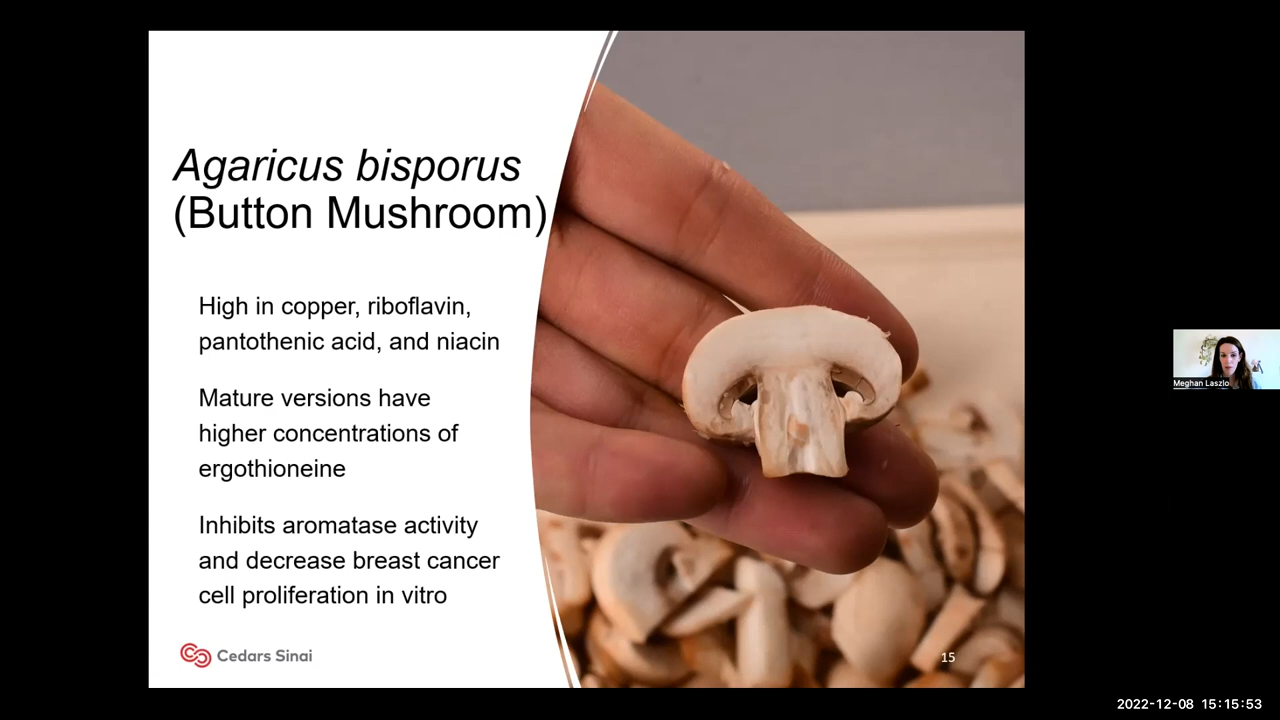 Agaricus bisporus
(Button Mushroom)
High in copper, riboflavin,
pantothenic acid, and niacin
Mature versions have
higher concentrations of
ergothioneine
Inhibits aromatase activity
and decrease breast cancer
cell proliferation in vitro
Cedars Sinai
15
Meghan Laszlo
2022-12-08 15:15:53